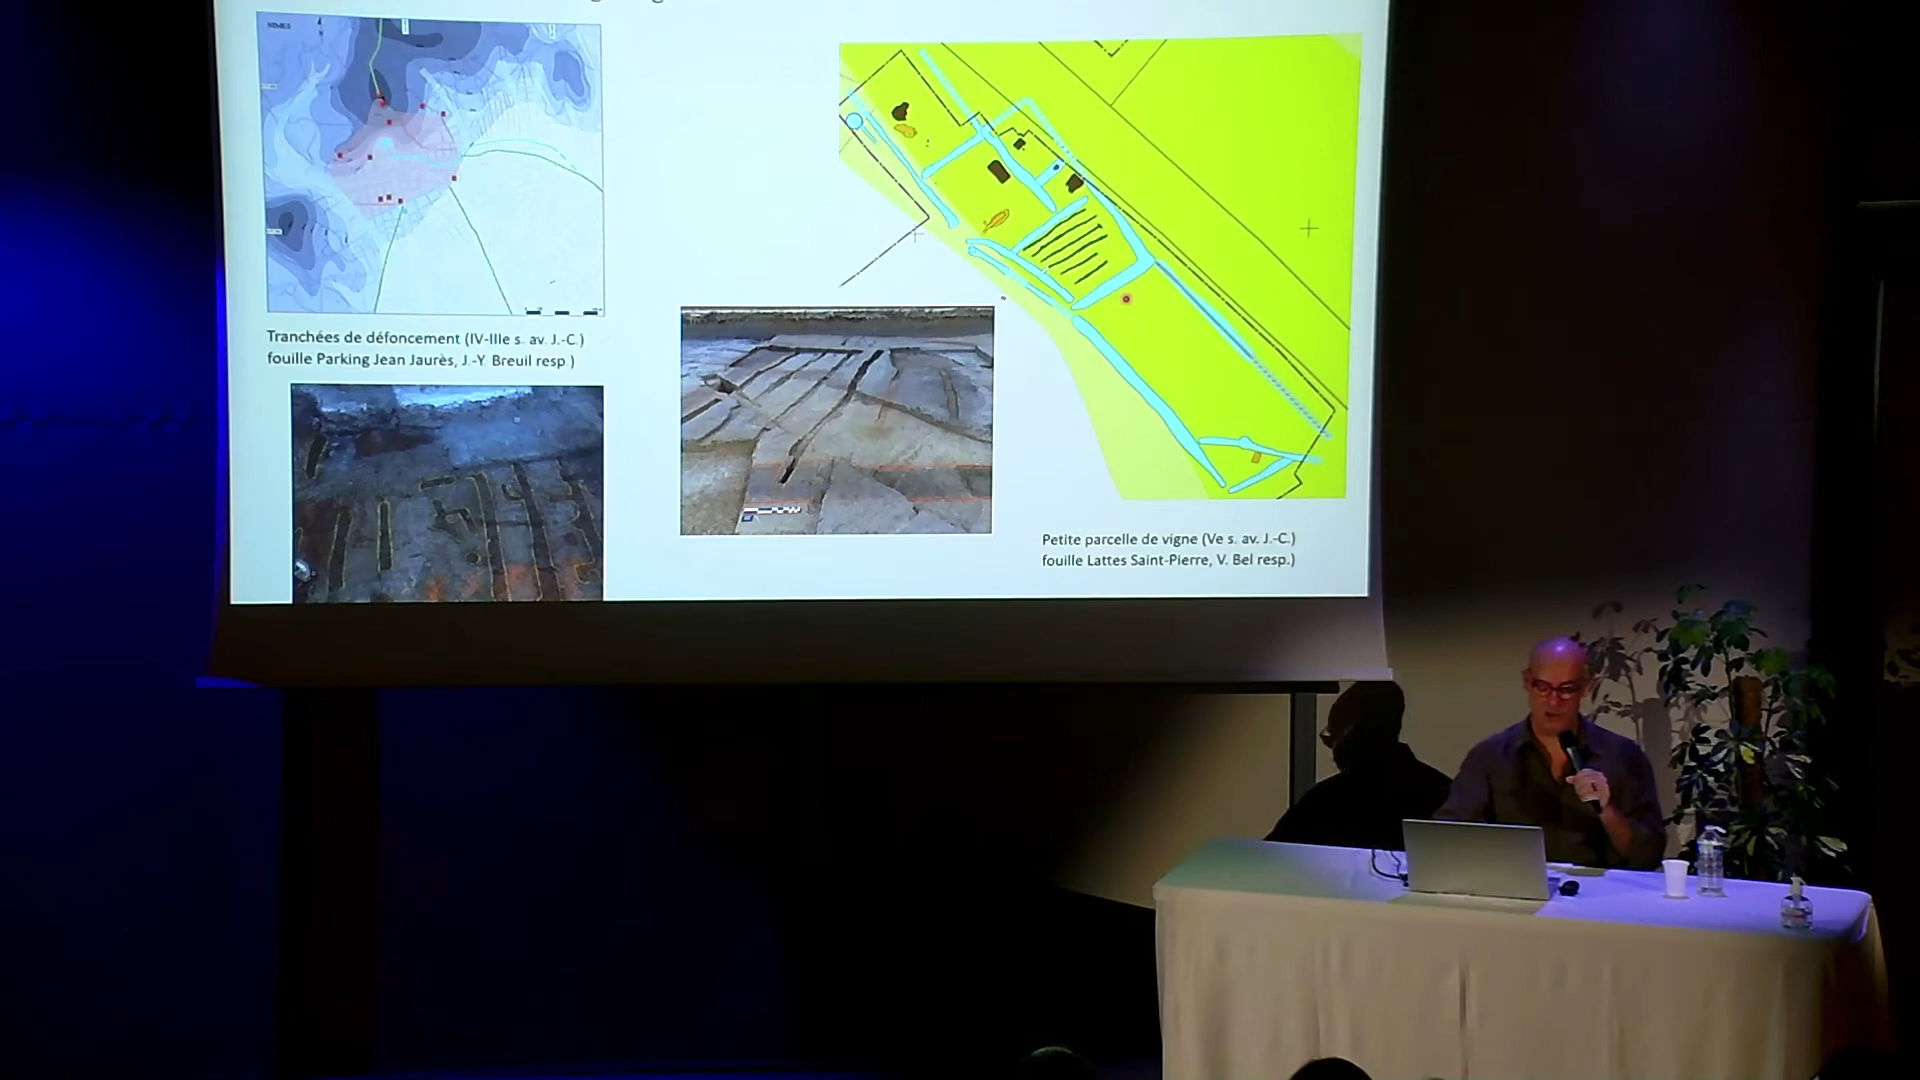 NIMES
Tranchées de défoncement (IV-IIIe s. av. J.-C.)
fouille Parking Jean Jaurès, J.-Y. Breuil resp.)
Petite parcelle de vigne (Ve s. av. J.-C.)
fouille Lattes Saint-Pierre, V. Bel resp.)